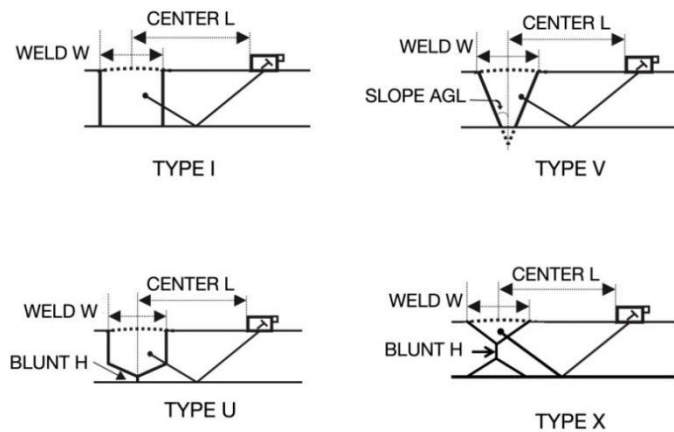 CENTER L
WELD W
TYPE I
CENTER L
WELD W
SLOPE AGL
TYPE V
CENTER L
WELD W
BLUNT H
TYPE U
CENTER L
WELD W
BLUNT H
TYPE X